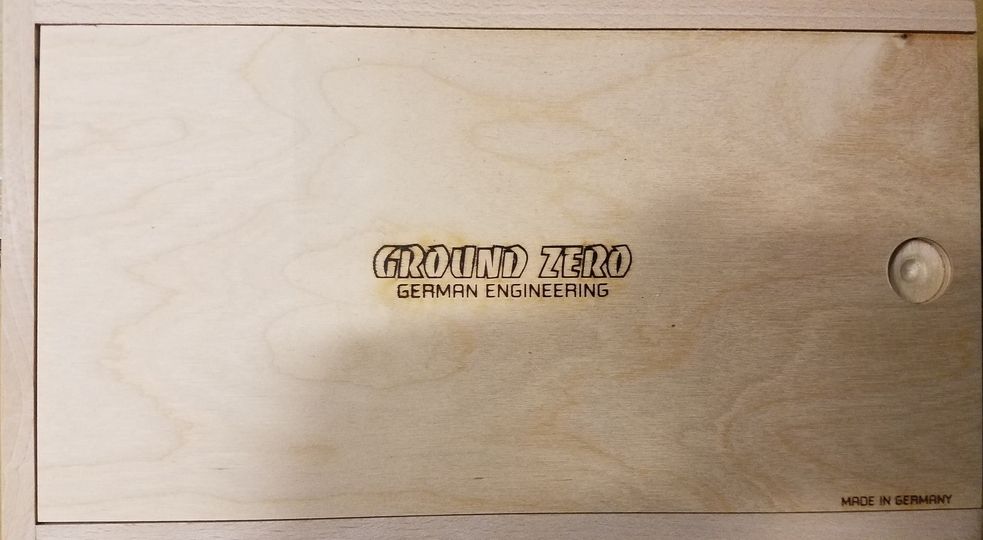 GROUND ZERO
GERMAN ENGINEERING
MADE IN GERMANY